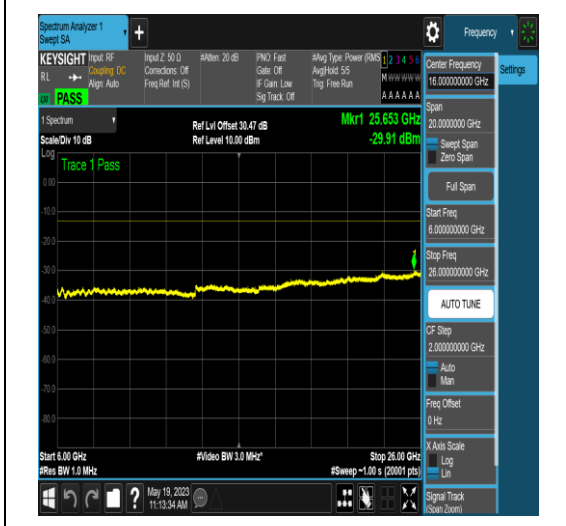 Spectrum Analyzer 1
Swept SA
+
Frequency
KEYSIGHT
RL
PASS
Input: RF
Coupling: DC
Align: Auto
Input Z: 50 Ω
Corrections: Off
Freq Ref: Int (S)
#Atten: 20 dB
PNO: Fast
Gate: Off
IF Gain: Low
Sig Track: Off
#Avg Type: Power (RMS
Avg|Hold: 5/5
Trig: Free Run
1 2 3 4 5 6
M W W W W W
A A A A A A
1 Spectrum
Scale/Div 10 dB
Ref Lvl Offset 30.47 dB
Ref Level 10.00 dBm
Mkr1 25.653 GHz
-29.91 dBm
Log
Trace 1 Pass
0.00
-10.0
-20.0
-30.0
-40.0
-50.0
-60.0
-70.0
-80.0
1
Start 6.00 GHz
#Res BW 1.0 MHz
#Video BW 3.0 MHz*
Stop 26.00 GHz
#Sweep ~1.00 s (20001 pts)
?
May 19, 2023
11:13:34 AM
Center Frequency
16.000000000 GHz
Settings
Span
20.0000000 GHz
Swept Span
Zero Span
Full Span
Start Freq
6.000000000 GHz
Stop Freq
26.000000000 GHz
AUTO TUNE
CF Step
2.000000000 GHz
Auto
Man
Freq Offset
0 Hz
X Axis Scale
Log
Lin
Signal Track
(Span Zoom)